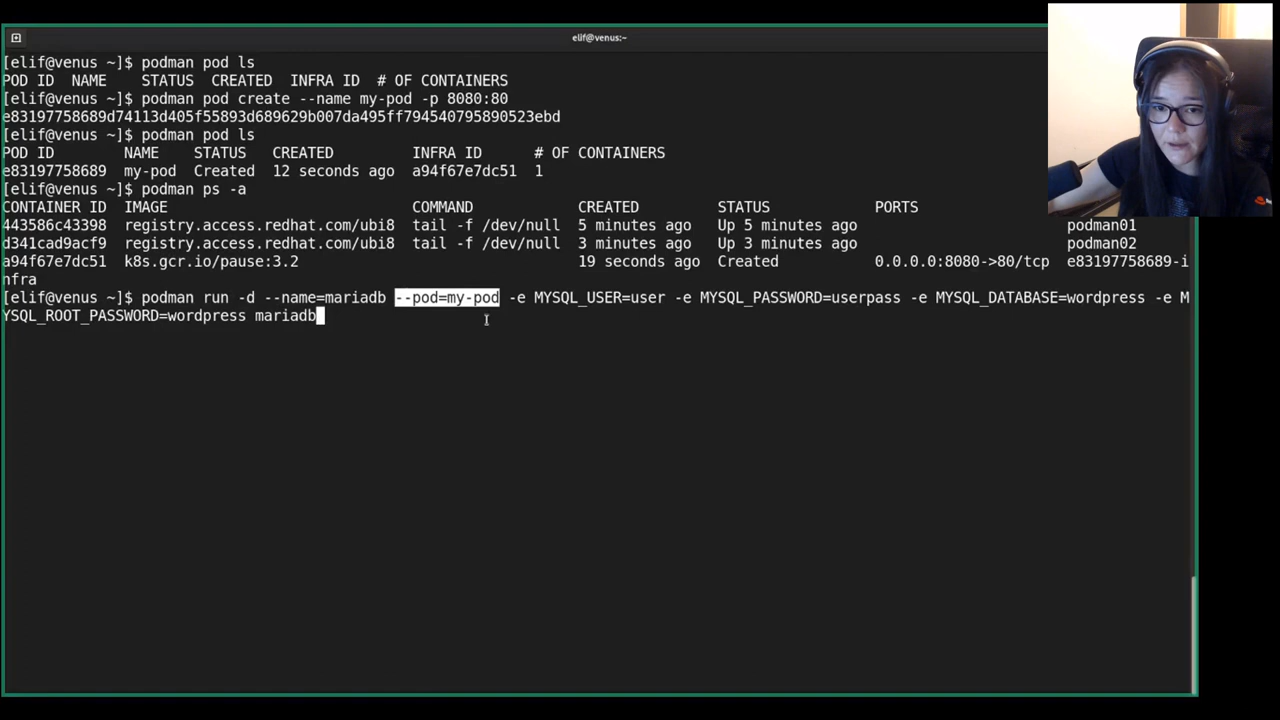 elif@venus:~
[elif@venus ~]$ podman pod ls
POD ID  NAME    STATUS  CREATED  INFRA ID  # OF CONTAINERS
[elif@venus ~]$ podman pod create --name my-pod -p 8080:80
e83197758689d74113d405f55893d689629b007da495ff794540795890523ebd
[elif@venus ~]$ podman pod ls
POD ID        NAME    STATUS   CREATED         INFRA ID      # OF CONTAINERS
e83197758689  my-pod  Created  12 seconds ago  a94f67e7dc51  1
[elif@venus ~]$ podman ps -a
CONTAINER ID  IMAGE                            COMMAND            CREATED         STATUS          PORTS
443586c43398  registry.access.redhat.com/ubi8  tail -f /dev/null  5 minutes ago   Up 5 minutes ago                        podman01
d341cad9acf9  registry.access.redhat.com/ubi8  tail -f /dev/null  3 minutes ago   Up 3 minutes ago                        podman02
a94f67e7dc51  k8s.gcr.io/pause:3.2                                19 seconds ago  Created           0.0.0.0:8080->80/tcp  e83197758689-i
nfra
[elif@venus ~]$ podman run -d --name=mariadb --pod=my-pod -e MYSQL_USER=user -e MYSQL_PASSWORD=userpass -e MYSQL_DATABASE=wordpress -e M
YSQL_ROOT_PASSWORD=wordpress mariadb